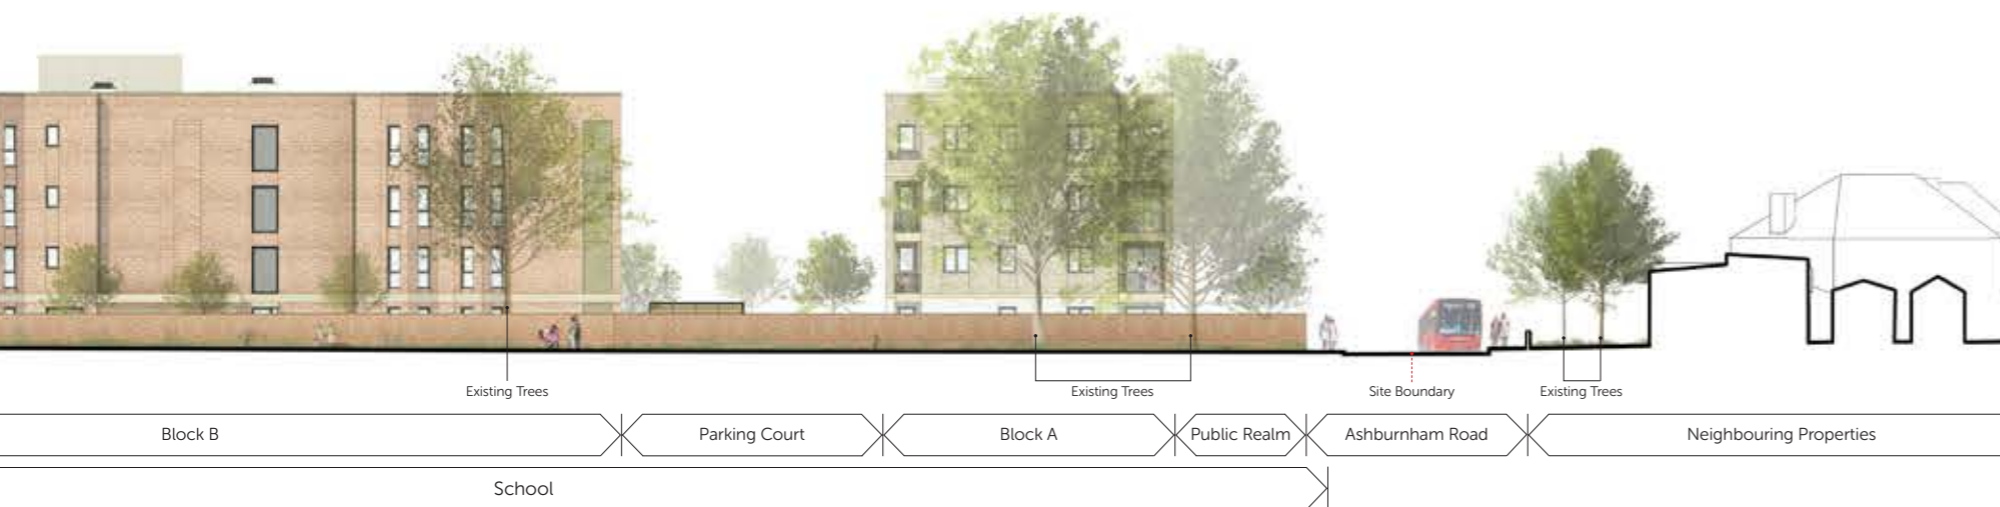 Existing Trees
Existing Trees
Site Boundary
Existing Trees
Block B
Parking Court
Block A
Public Realm
Ashburnham Road
Neighbouring Properties
School